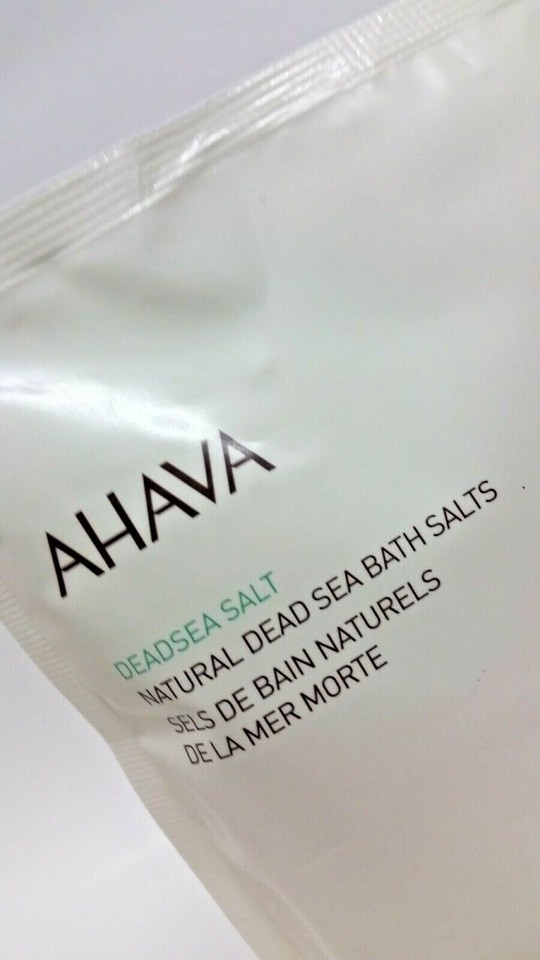 AHAVA
DEADSEA SALT
NATURAL DEAD SEA BATH SALTS
SELS DE BAIN NATURELS
DE LA MER MORTE